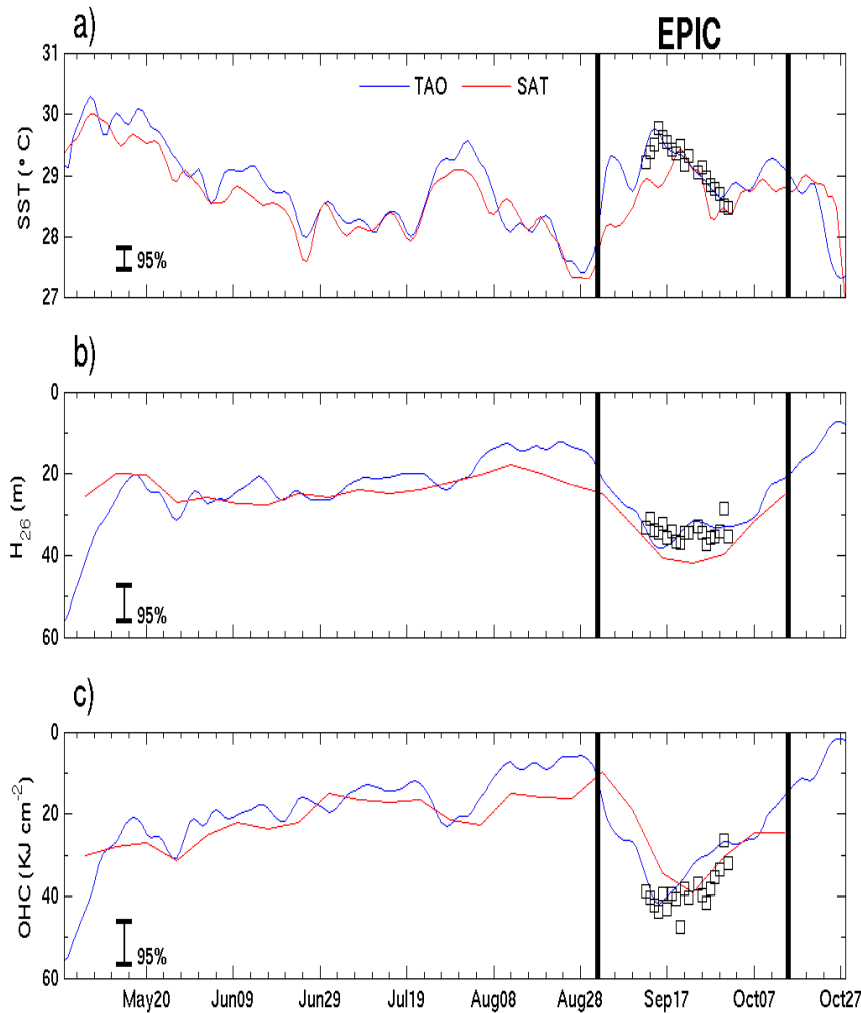 a)
EPIC
31
30
29
28
27
SST (° C)
TAO
SAT
95%
b)
0
20
40
60
H26 (m)
95%
c)
0
20
40
60
OHC (KJ cm-2)
95%
May20 Jun09 Jun29 Jul19 Aug08 Aug28 Sep17 Oct07 Oct27